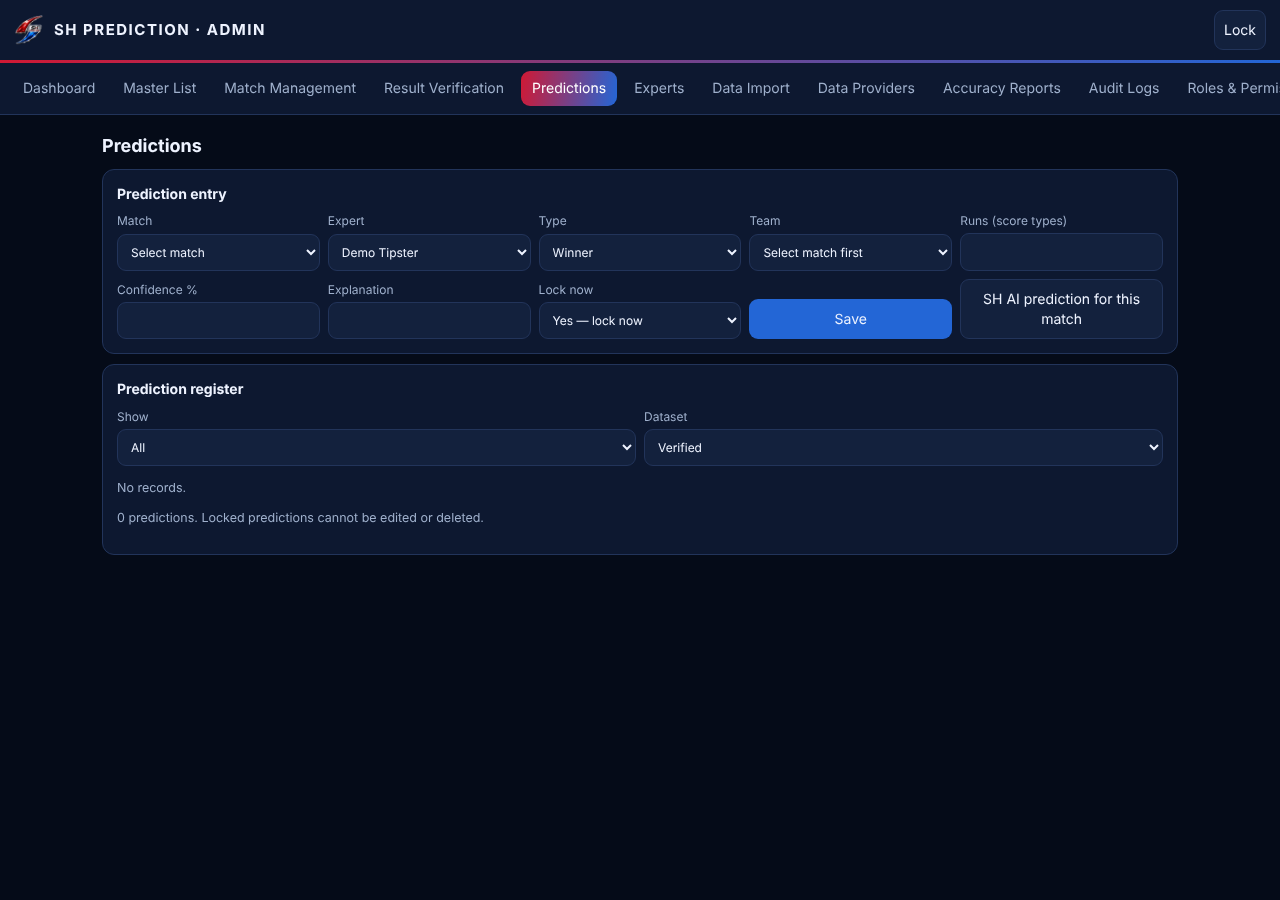 SH PREDICTION · ADMIN
Lock
Dashboard Master List Match Management Result Verification Predictions Experts Data Import Data Providers Accuracy Reports Audit Logs Roles &
Predictions
Prediction entry
Match Expert Type Team Runs (score types)
Select match Demo Tipster Winner Select match first
Confidence % Explanation Lock now
Yes — lock now Save SH AI prediction for this
match
Prediction register
Show Dataset
All Verified
No records.
0 predictions. Locked predictions cannot be edited or deleted.